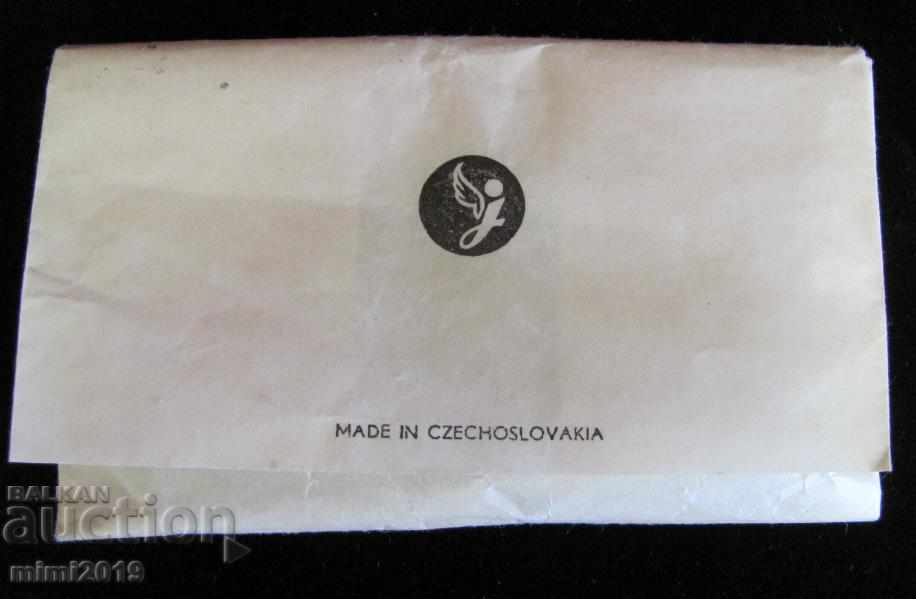 j
MADE IN CZECHOSLOVAKIA
BALKAN
auction
mimi2019